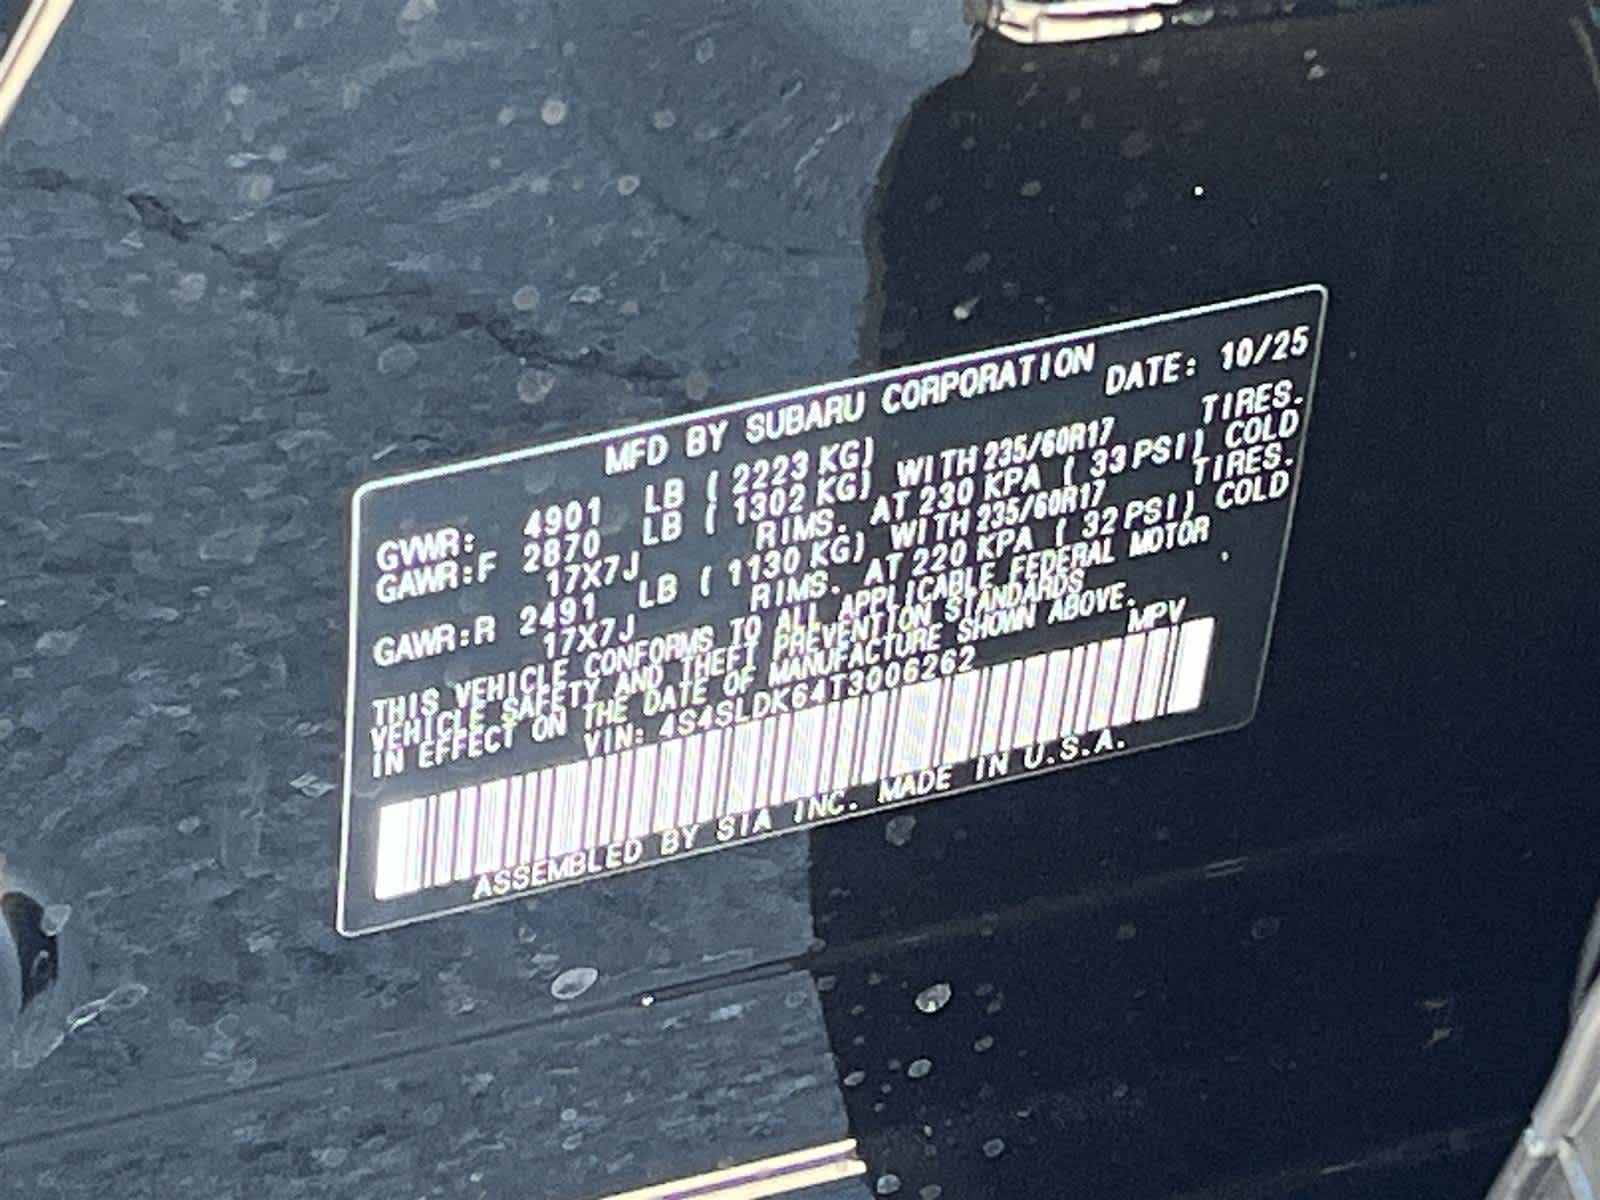 MFD BY SUBARU CORPORATION DATE: 10/25
GVWR: 4901 LB ( 2223 KG)
GAWR:F 2870 LB ( 1302 KG) WITH 235/60R17 TIRES.
17X7J RIMS. AT 230 KPA ( 33 PSI) COLD
GAWR:R 2491 LB ( 1130 KG) WITH 235/60R17 TIRES.
17X7J RIMS. AT 220 KPA ( 32 PSI) COLD
THIS VEHICLE CONFORMS TO ALL APPLICABLE FEDERAL MOTOR
VEHICLE SAFETY AND THEFT PREVENTION STANDARDS
IN EFFECT ON THE DATE OF MANUFACTURE SHOWN ABOVE.
VIN: 4S4SLDK64T3006262 MPV
ASSEMBLED BY SIA INC. MADE IN U.S.A.